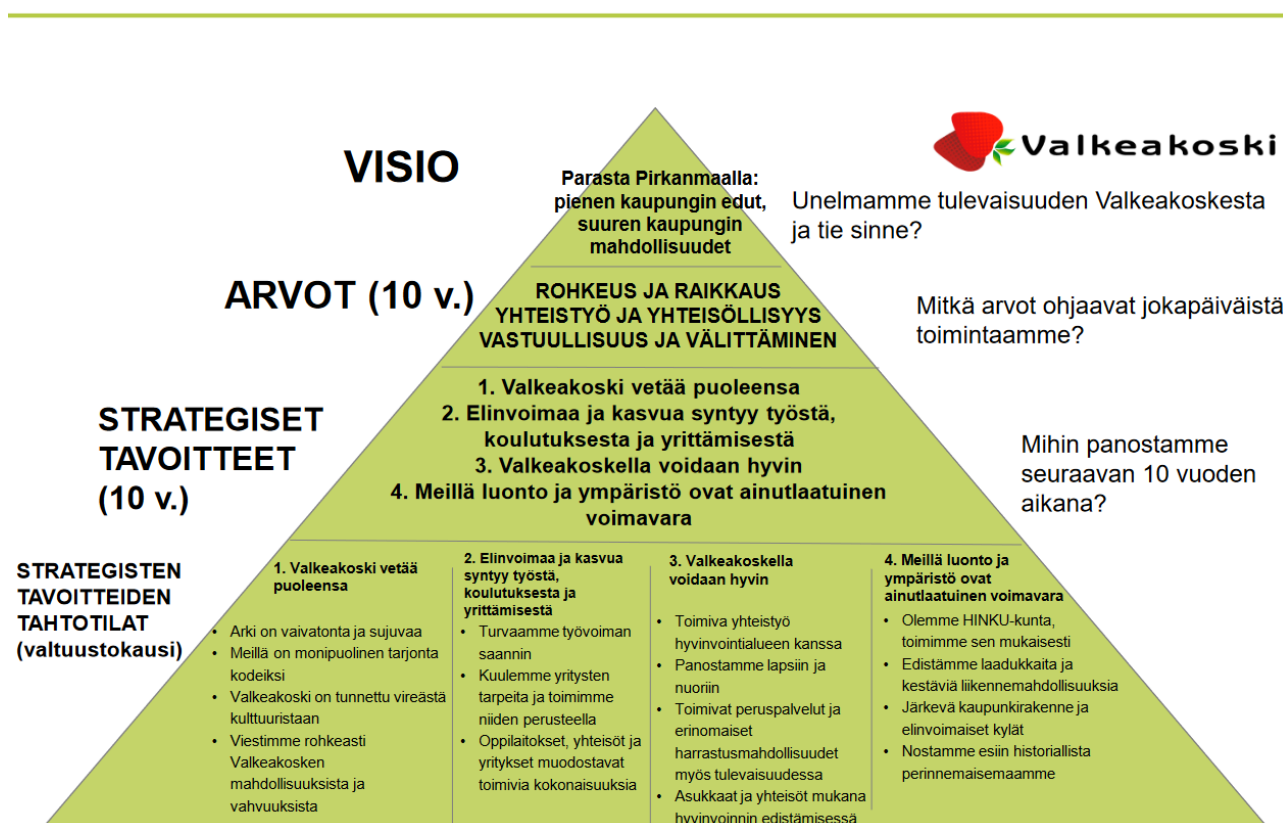 Valkeakoski
VISIO
Parasta Pirkanmaalla:
pienen kaupungin edut,
suuren kaupungin
mahdollisuudet
Unelmamme tulevaisuuden Valkeakoskesta
ja tie sinne?
ARVOT (10 v.)
ROHKEUS JA RAIKKAUS
YHTEISTYÖ JA YHTEISÖLLISYYS
VASTUULLISUUS JA VÄLITTÄMINEN
Mitkä arvot ohjaavat jokapäiväistä
toimintaamme?
STRATEGISET
TAVOITTEET
(10 v.)
1. Valkeakoski vetää puoleensa
2. Elinvoimaa ja kasvua syntyy työstä,
koulutuksesta ja yrittämisestä
3. Valkeakoskella voidaan hyvin
4. Meillä luonto ja ympäristö ovat ainutlaatuinen
voimavara
Mihin panostamme
seuraavan 10 vuoden
aikana?
STRATEGISTEN
TAVOITTEIDEN
TAHTOTILAT
(valtuustokausi)
1. Valkeakoski vetää
puoleensa
• Arki on vaivatonta ja sujuvaa
• Meillä on monipuolinen tarjonta
kodeiksi
• Valkeakoski on tunnettu vireästä
kulttuuristaan
• Viestimme rohkeasti
Valkeakosken
mahdollisuuksista ja
vahvuuksista
2. Elinvoimaa ja kasvua
syntyy työstä,
koulutuksesta ja
yrittämisestä
• Turvaamme työvoiman
saannin
• Kuulemme yritysten
tarpeita ja toimimme
niiden perusteella
• Oppilaitokset, yhteisöt ja
yritykset muodostavat
toimivia kokonaisuuksia
3. Valkeakoskella
voidaan hyvin
• Toimiva yhteistyö
hyvinvointialueen kanssa
• Panostamme lapsiin ja
nuoriin
• Toimivat peruspalvelut ja
erinomaiset
harrastusmahdollisuudet
myös tulevaisuudessa
• Asukkaat ja yhteisöt mukana
hyvinvoinnin edistämisessä
4. Meillä luonto ja
ympäristö ovat
ainutlaatuinen voimavara
• Olemme HINKU-kunta,
toimimme sen mukaisesti
• Edistämme laadukkaita ja
kestäviä liikennemahdollisuuksia
• Järkevä kaupunkirakenne ja
elinvoimaiset kylät
• Nostamme esiin historiallista
perinnemaisemaamme